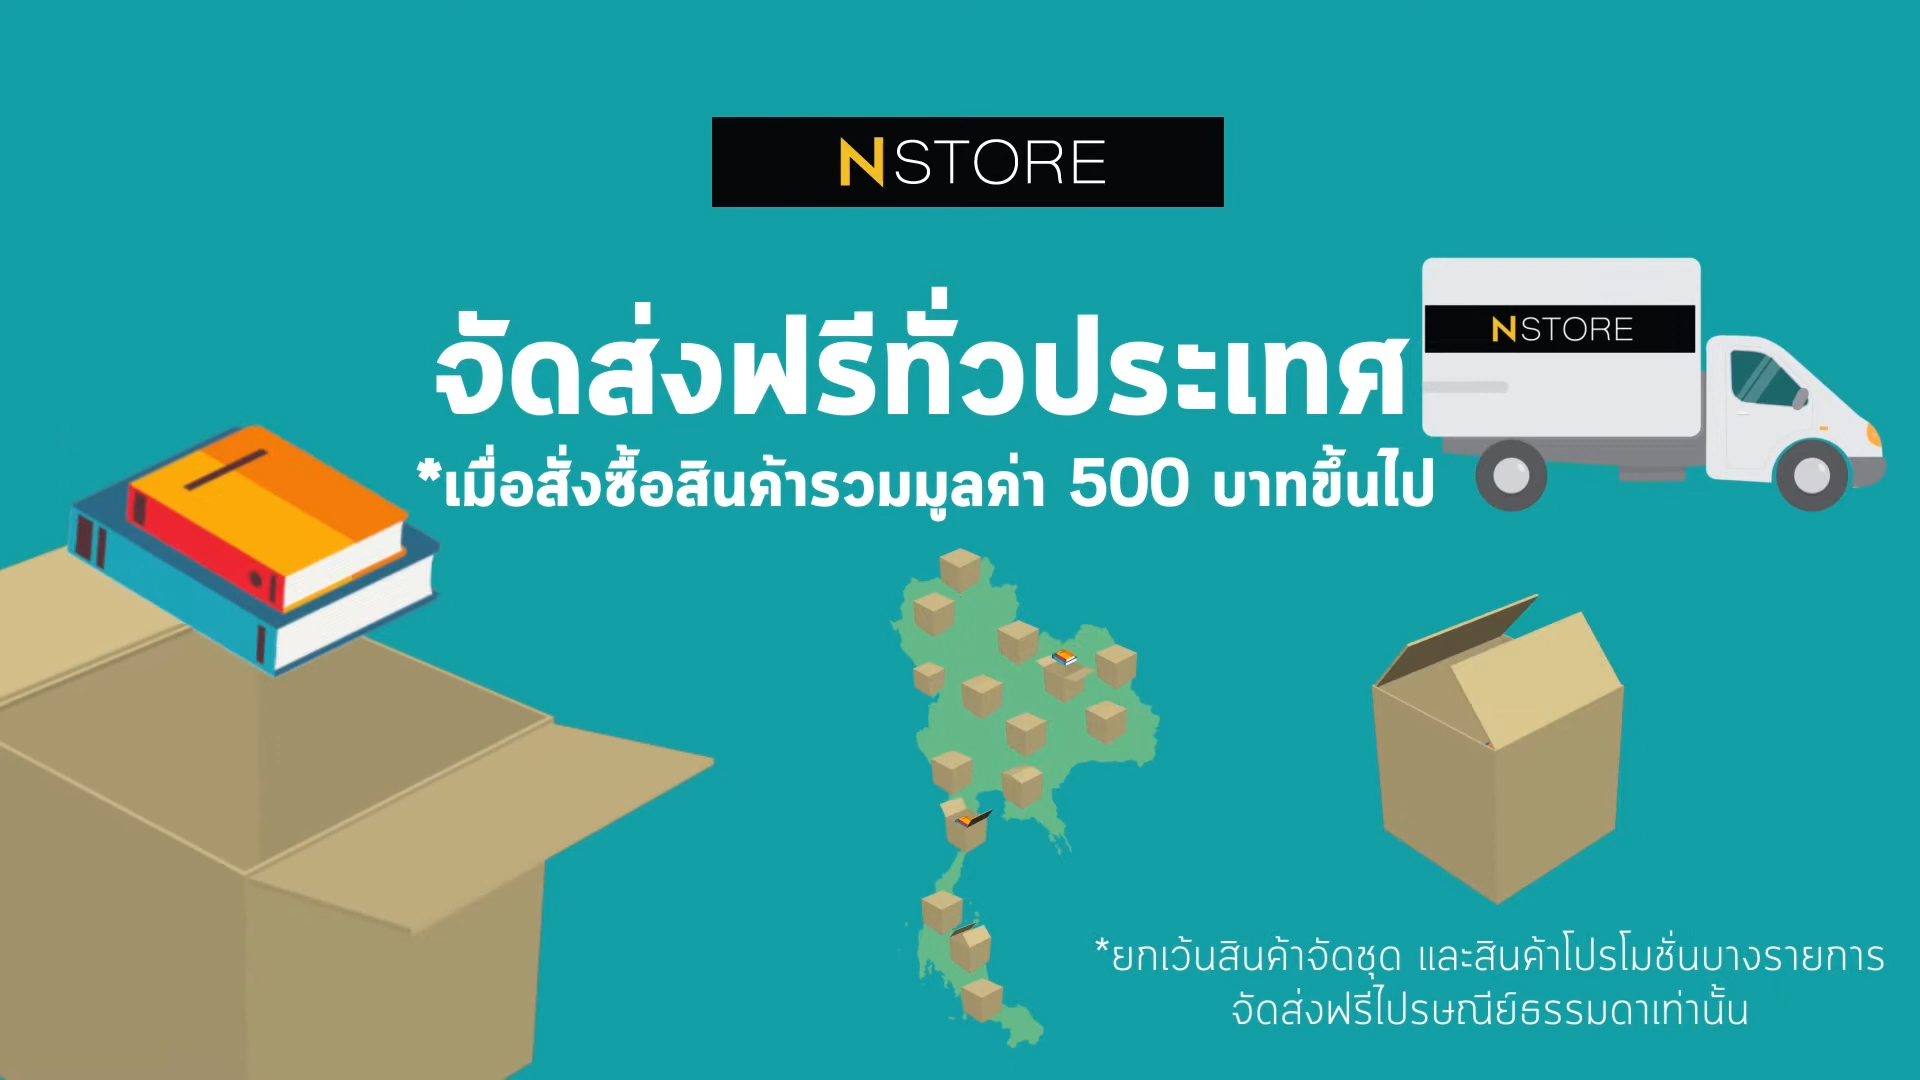 NSTORE
จัดส่งฟรีทั่วประเทศ
NSTORE
*เมื่อสั่งซื้อสินค้ารวมมูลค่า 500 บาทขึ้นไป
*ยกเว้นสินค้าจัดชุด และสินค้าโปรโมชั่นบางรายการ
จัดส่งฟรีไปรษณีย์ธรรมดาเท่านั้น